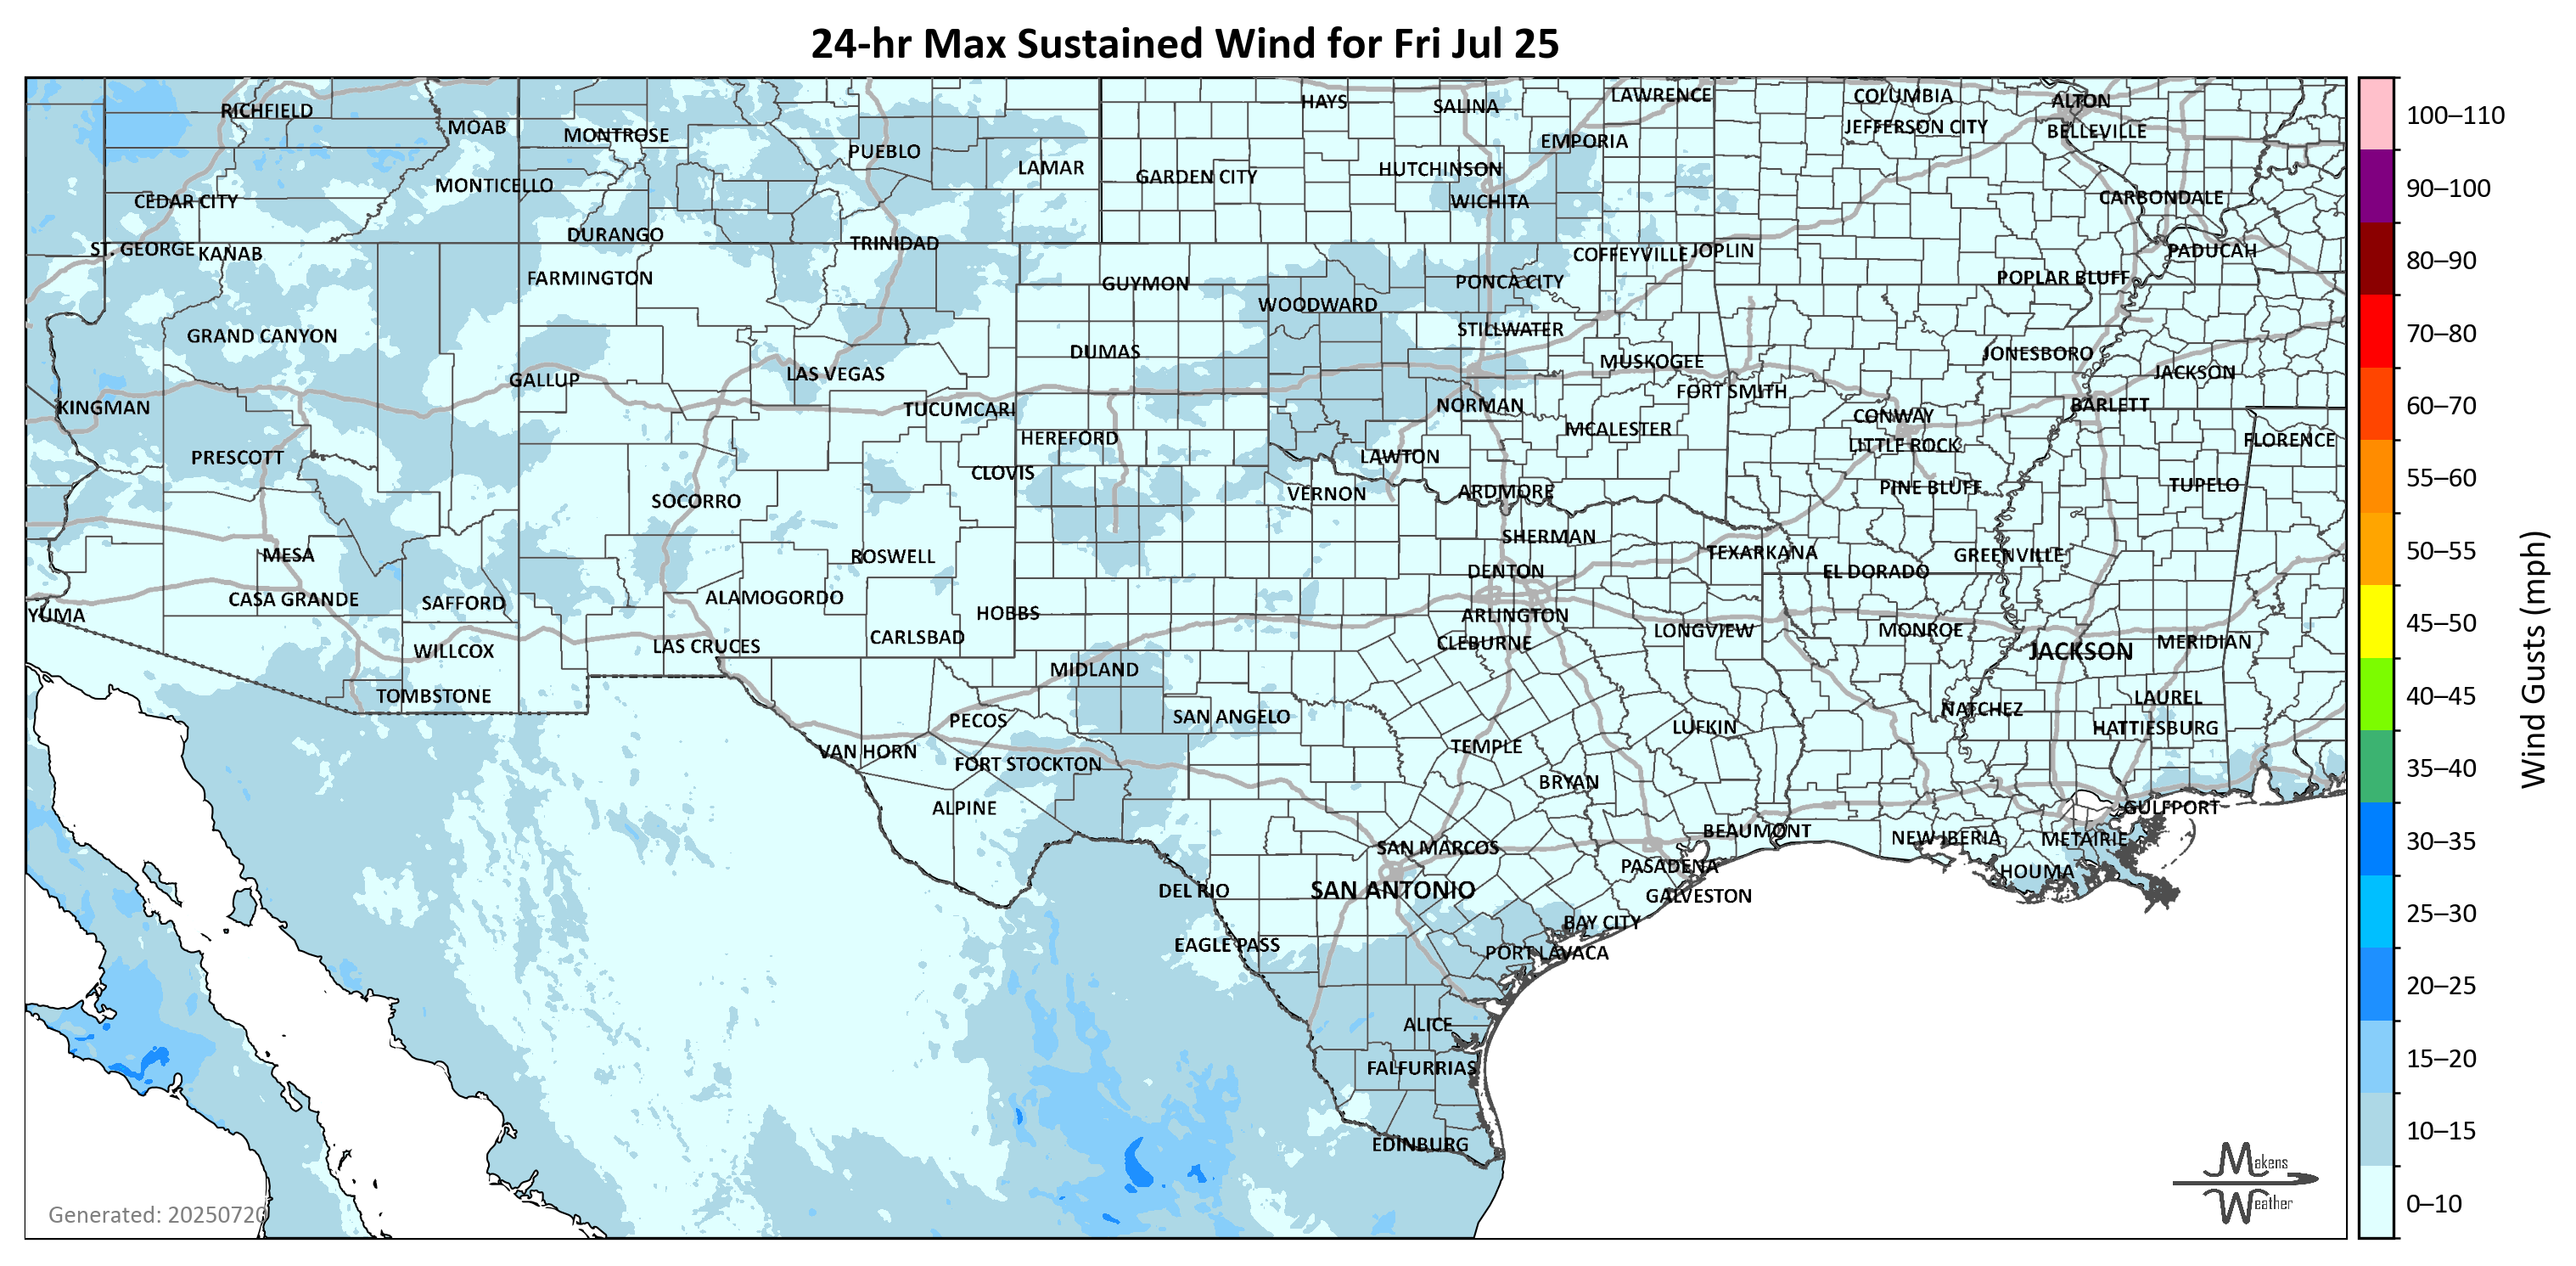 24-hr Max Sustained Wind for Fri Jul 25
RICHFIELD
MOAB
MONTROSE
PUEBLO
LAMAR
HAYS
SALINA
LAWRENCE
EMPORIA
COLUMBIA
JEFFERSON CITY
ALTON
BELLEVILLE
CEDAR CITY
MONTICELLO
GARDEN CITY
HUTCHINSON
WICHITA
CARBONDALE
ST. GEORGE
KANAB
DURANGO
TRINIDAD
COFFEYVILLE
JOPLIN
PADUCAH
FARMINGTON
GUYMON
WOODWARD
PONCA CITY
POPLAR BLUFF
GRAND CANYON
STILLWATER
DUMAS
MUSKOGEE
JONESBORO
JACKSON
GALLUP
LAS VEGAS
FORT SMITH
KINGMAN
TUCUMCARI
NORMAN
CONWAY
BARLETT
HEREFORD
MCALESTER
LITTLE ROCK
FLORENCE
PRESCOTT
CLOVIS
LAWTON
SOCORRO
VERNON
ARDMORE
PINE BLUFF
TUPELO
MESA
ROSWELL
SHERMAN
TEXARKANA
GREENVILLE
DENTON
EL DORADO
CASA GRANDE
SAFFORD
ALAMOGORDO
HOBBS
ARLINGTON
YUMA
CLEBURNE
LONGVIEW
MONROE
WILLCOX
LAS CRUCES
CARLSBAD
JACKSON
MERIDIAN
MIDLAND
TOMBSTONE
PECOS
SAN ANGELO
LUFKIN
NATCHEZ
LAUREL
HATTIESBURG
VAN HORN
FORT STOCKTON
TEMPLE
BRYAN
ALPINE
GULFPORT
BEAUMONT
NEW IBERIA
METAIRIE
SAN MARCOS
PASADENA
HOUMA
DEL RIO
SAN ANTONIO
GALVESTON
BAY CITY
EAGLE PASS
PORT LAVACA
ALICE
FALFURRIAS
EDINBURG
Generated: 20250720
Makens
Weather
100–110
90–100
80–90
70–80
60–70
55–60
50–55
45–50
40–45
35–40
30–35
25–30
20–25
15–20
10–15
0–10
Wind Gusts (mph)